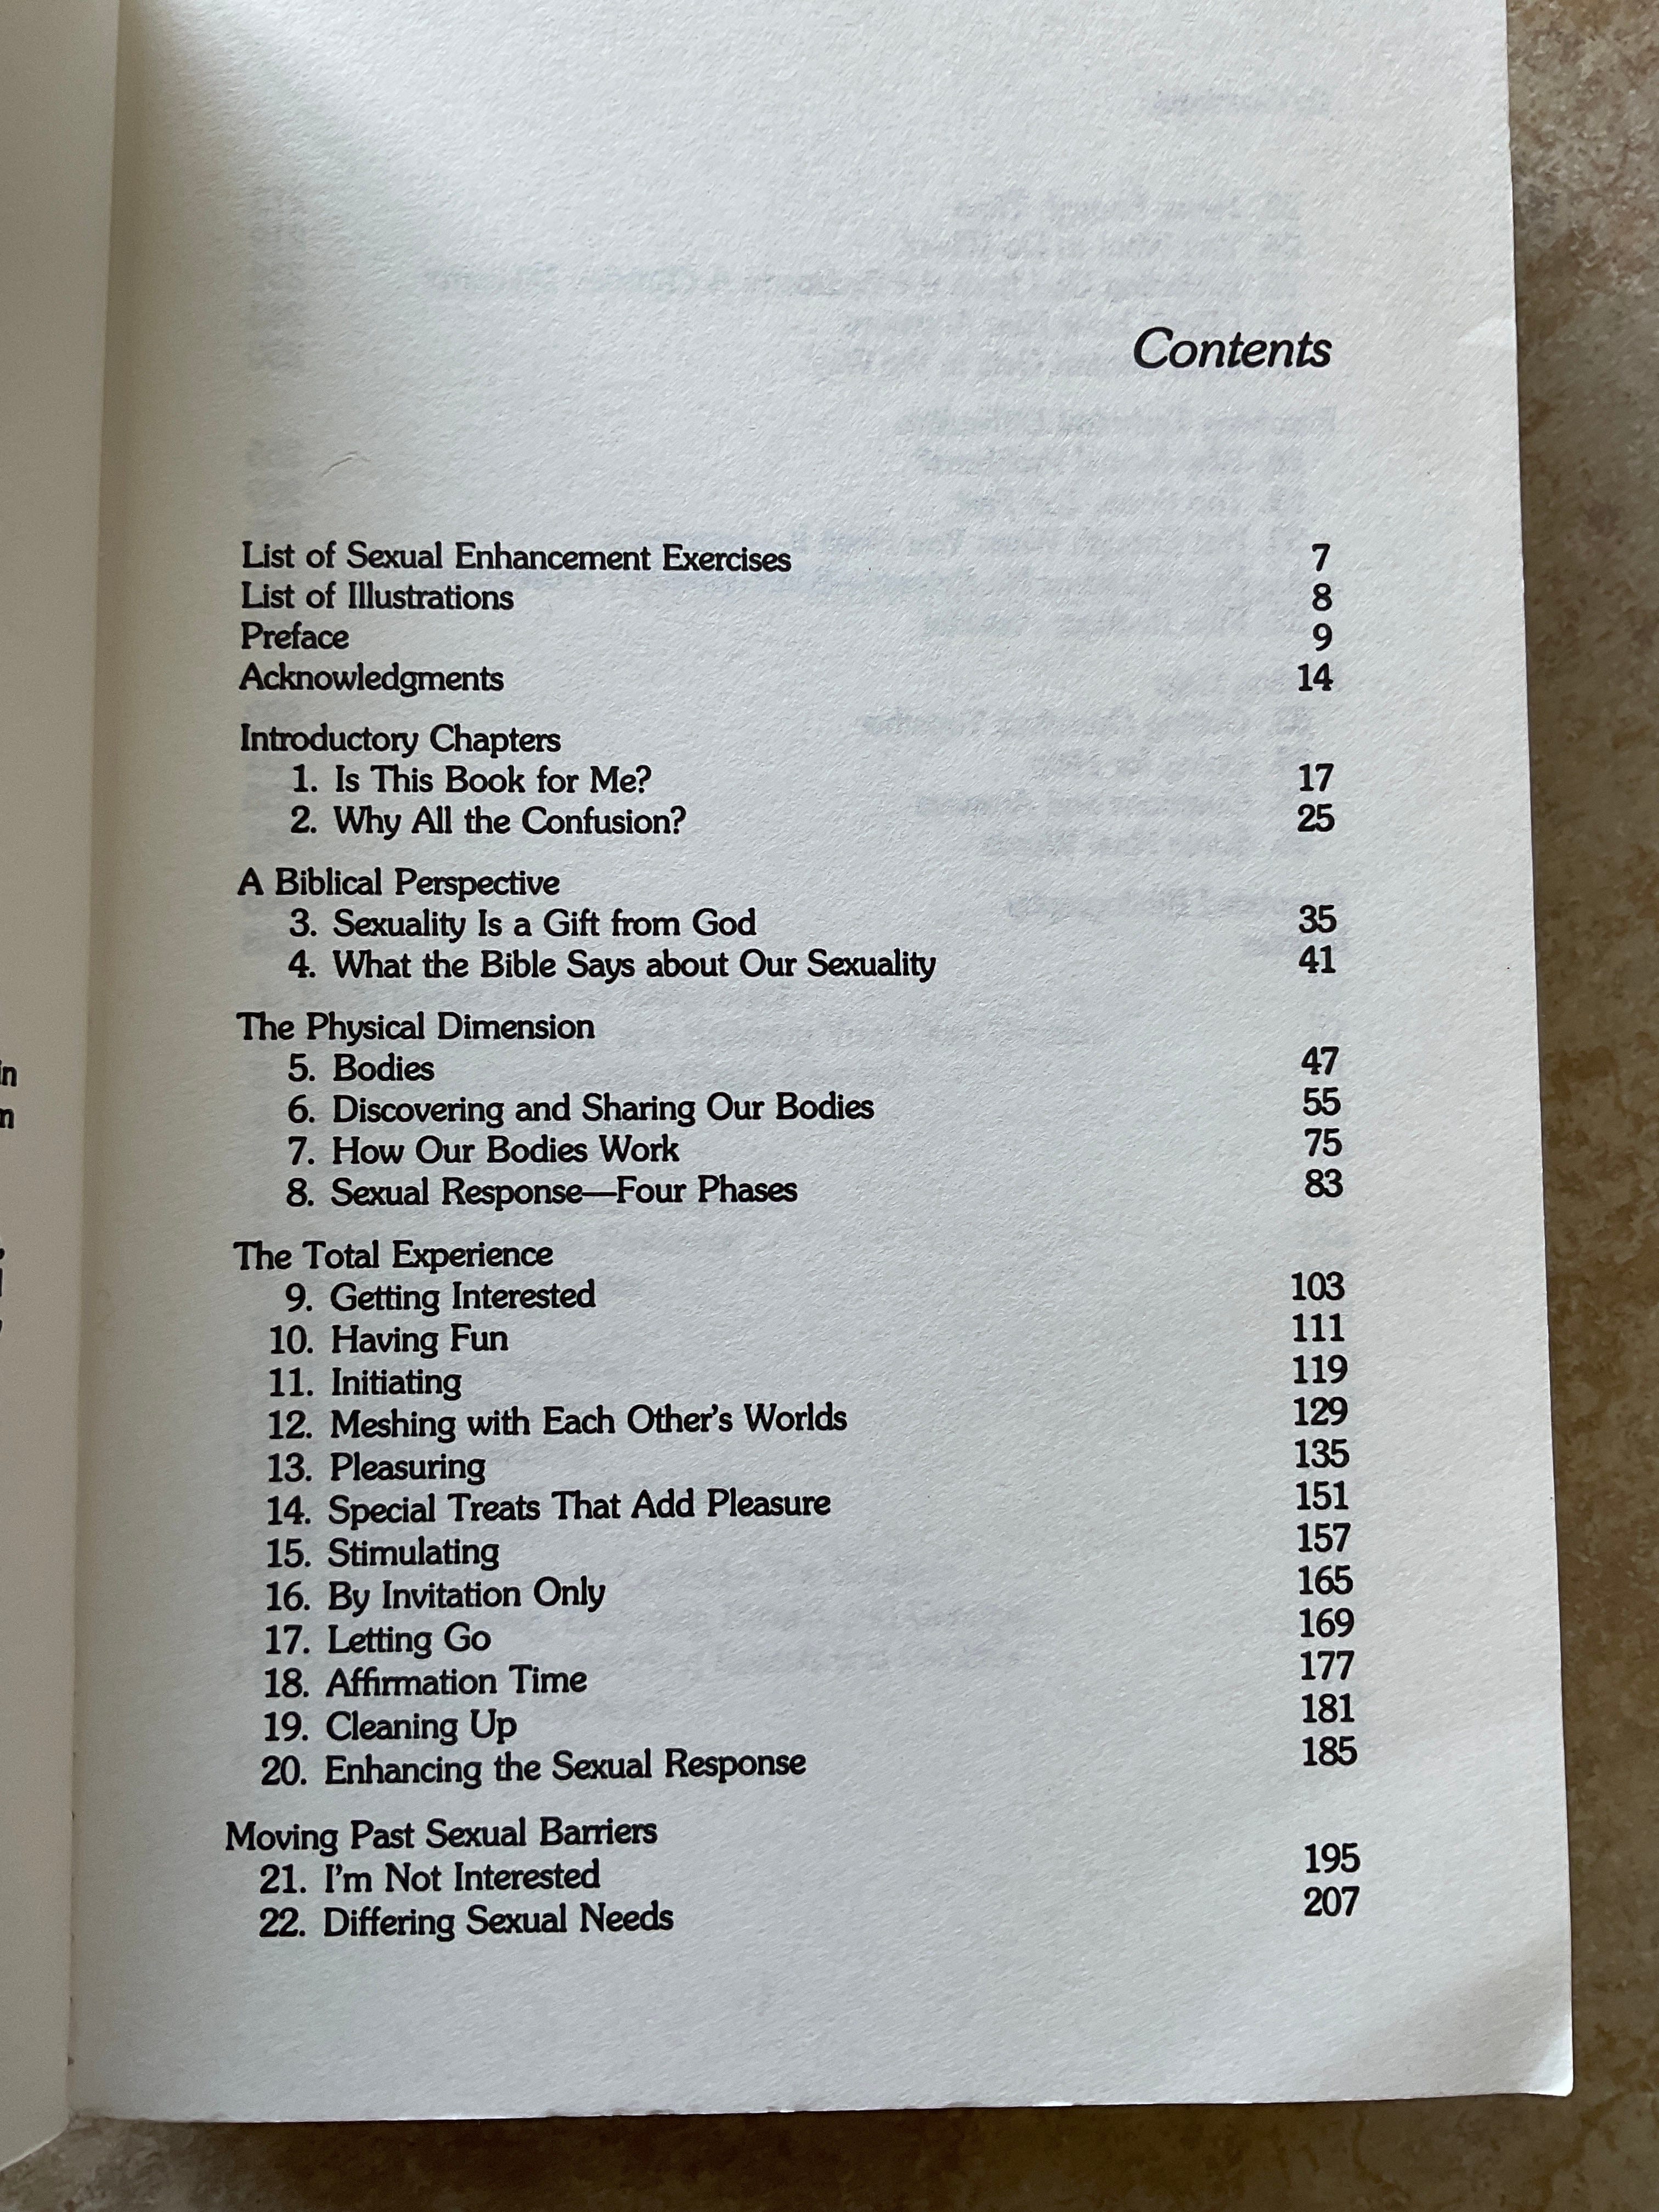 Contents
List of Sexual Enhancement Exercises 7
List of Illustrations 8
Preface 9
Acknowledgments 14
Introductory Chapters
1. Is This Book for Me? 17
2. Why All the Confusion? 25
A Biblical Perspective
3. Sexuality Is a Gift from God 35
4. What the Bible Says about Our Sexuality 41
The Physical Dimension
5. Bodies 47
6. Discovering and Sharing Our Bodies 55
7. How Our Bodies Work 75
8. Sexual Response—Four Phases 83
The Total Experience
9. Getting Interested 103
10. Having Fun 111
11. Initiating 119
12. Meshing with Each Other's Worlds 129
13. Pleasuring 135
14. Special Treats That Add Pleasure 151
15. Stimulating 157
16. By Invitation Only 165
17. Letting Go 169
18. Affirmation Time 177
19. Cleaning Up 181
20. Enhancing the Sexual Response 185
Moving Past Sexual Barriers
21. I'm Not Interested 195
22. Differing Sexual Needs 207